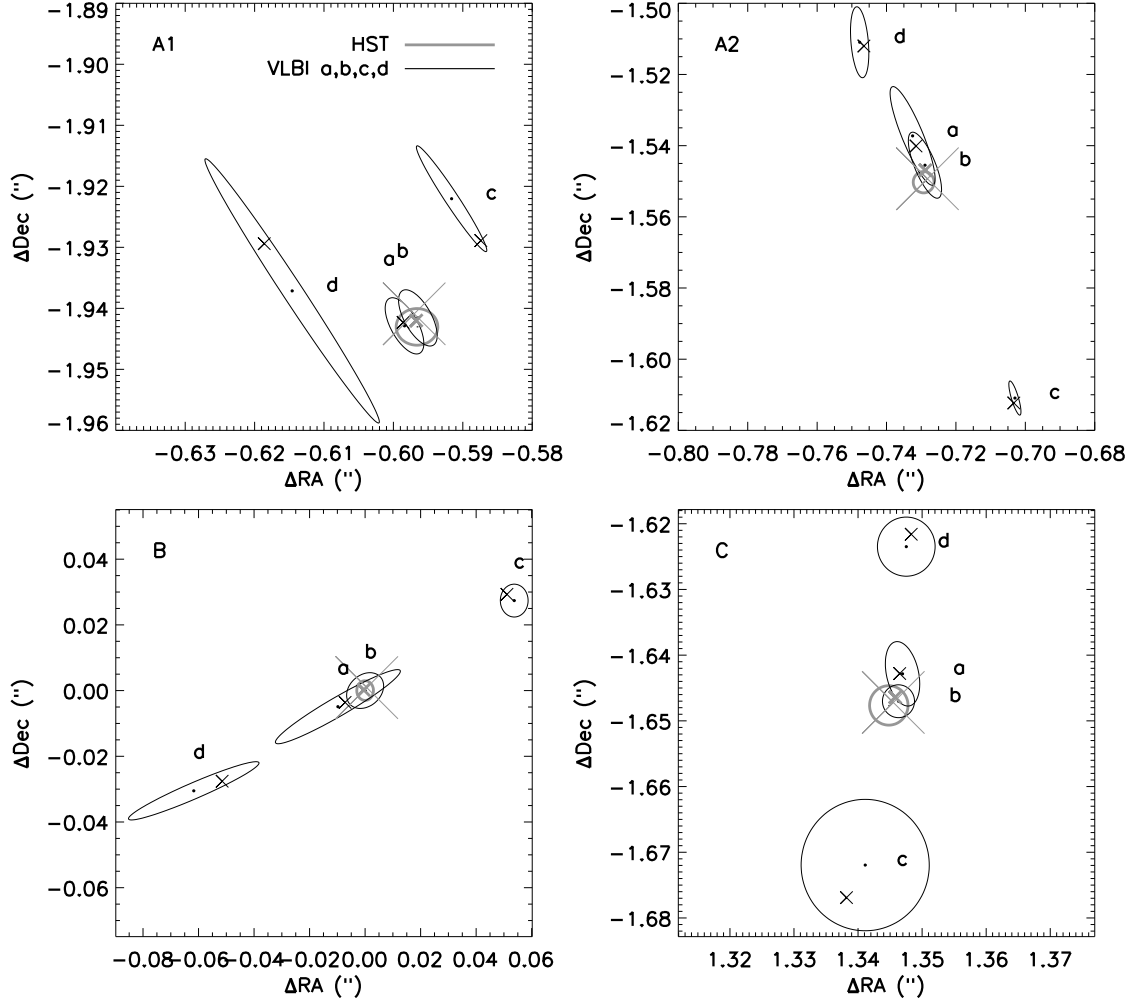 A1
HST
VLBI a,b,c,d
−1.89
−1.90
−1.91
−1.92
−1.93
−1.94
−1.95
−1.96
ΔDec (")
c
a b
d
−0.63 −0.62 −0.61 −0.60 −0.59 −0.58
ΔRA (")
A2
−1.50
−1.52
−1.54
−1.56
−1.58
−1.60
−1.62
ΔDec (")
d
a
b
c
−0.80 −0.78 −0.76 −0.74 −0.72 −0.70 −0.68
ΔRA (")
B
0.04
0.02
0.00
−0.02
−0.04
−0.06
ΔDec (")
c
b
a
d
−0.08 −0.06 −0.04 −0.02 0.00 0.02 0.04 0.06
ΔRA (")
C
−1.62
−1.63
−1.64
−1.65
−1.66
−1.67
−1.68
ΔDec (")
d
a
b
c
1.32 1.33 1.34 1.35 1.36 1.37
ΔRA (")